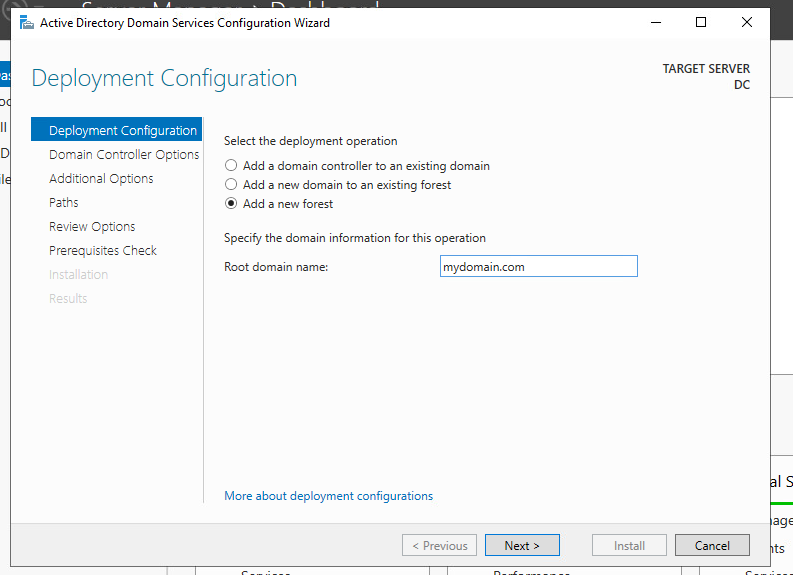 Active Directory Domain Services Configuration Wizard
Deployment Configuration
TARGET SERVER
DC
Deployment Configuration
Domain Controller Options
Additional Options
Paths
Review Options
Prerequisites Check
Installation
Results
Select the deployment operation
Add a domain controller to an existing domain
Add a new domain to an existing forest
Add a new forest
Specify the domain information for this operation
Root domain name:
mydomain.com
More about deployment configurations
< Previous
Next >
Install
Cancel